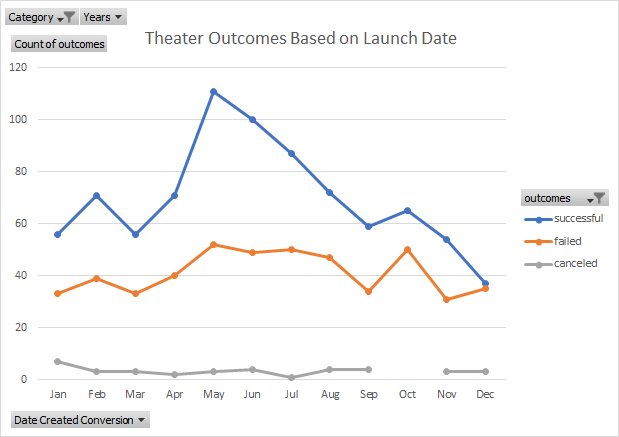 Category Years
Count of outcomes
Theater Outcomes Based on Launch Date
120
100
80
60
40
20
0
Jan Feb Mar Apr May Jun Jul Aug Sep Oct Nov Dec
outcomes
successful
failed
canceled
Date Created Conversion